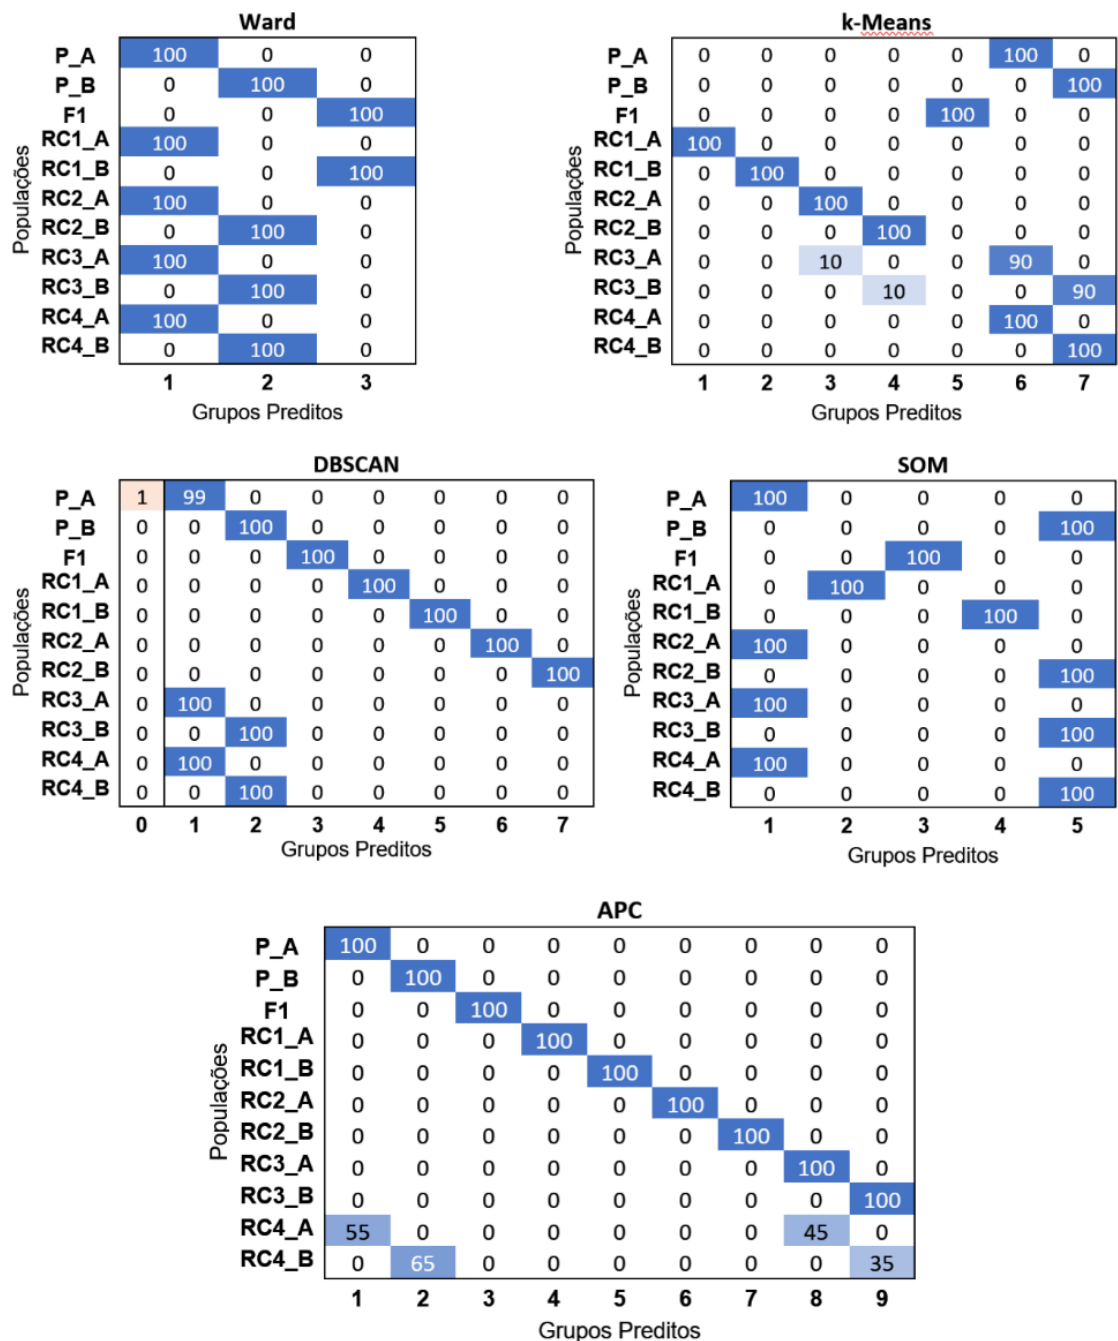 Ward
Populações
P_A 100 0 0
P_B 0 100 0
F1 0 0 100
RC1_A 100 0 0
RC1_B 0 0 100
RC2_A 100 0 0
RC2_B 0 100 0
RC3_A 100 0 0
RC3_B 0 100 0
RC4_A 100 0 0
RC4_B 0 100 0
1 2 3
Grupos Preditos
k-Means
Populações
P_A 0 0 0 0 0 100 0
P_B 0 0 0 0 0 0 100
F1 0 0 0 0 100 0 0
RC1_A 100 0 0 0 0 0 0
RC1_B 0 100 0 0 0 0 0
RC2_A 0 0 100 0 0 0 0
RC2_B 0 0 0 100 0 0 0
RC3_A 0 0 10 0 0 90 0
RC3_B 0 0 0 10 0 0 90
RC4_A 0 0 0 0 0 100 0
RC4_B 0 0 0 0 0 0 100
1 2 3 4 5 6 7
Grupos Preditos
DBSCAN
Populações
P_A 1 99 0 0 0 0 0 0
P_B 0 0 100 0 0 0 0 0
F1 0 0 0 100 0 0 0 0
RC1_A 0 0 0 0 100 0 0 0
RC1_B 0 0 0 0 0 100 0 0
RC2_A 0 0 0 0 0 0 100 0
RC2_B 0 0 0 0 0 0 0 100
RC3_A 0 100 0 0 0 0 0 0
RC3_B 0 0 100 0 0 0 0 0
RC4_A 0 100 0 0 0 0 0 0
RC4_B 0 0 100 0 0 0 0 0
0 1 2 3 4 5 6 7
Grupos Preditos
SOM
Populações
P_A 100 0 0 0 0
P_B 0 0 0 0 100
F1 0 0 100 0 0
RC1_A 0 100 0 0 0
RC1_B 0 0 0 100 0
RC2_A 100 0 0 0 0
RC2_B 0 0 0 0 100
RC3_A 100 0 0 0 0
RC3_B 0 0 0 0 100
RC4_A 100 0 0 0 0
RC4_B 0 0 0 0 100
1 2 3 4 5
Grupos Preditos
APC
Populações
P_A 100 0 0 0 0 0 0 0 0
P_B 0 100 0 0 0 0 0 0 0
F1 0 0 100 0 0 0 0 0 0
RC1_A 0 0 0 100 0 0 0 0 0
RC1_B 0 0 0 0 100 0 0 0 0
RC2_A 0 0 0 0 0 100 0 0 0
RC2_B 0 0 0 0 0 0 100 0 0
RC3_A 0 0 0 0 0 0 0 100 0
RC3_B 0 0 0 0 0 0 0 0 100
RC4_A 55 0 0 0 0 0 0 45 0
RC4_B 0 65 0 0 0 0 0 0 35
1 2 3 4 5 6 7 8 9
Grupos Preditos